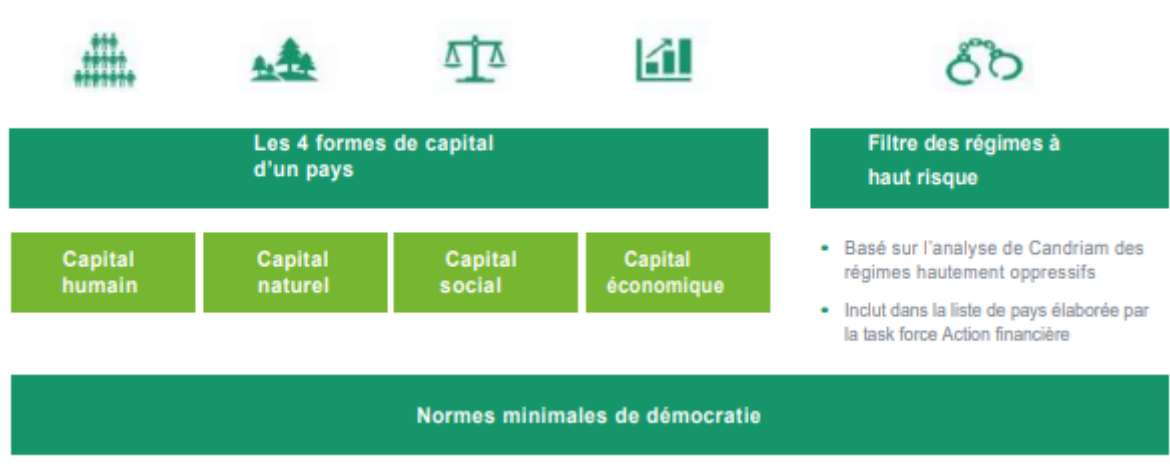 Les 4 formes de capital
d'un pays
Filtre des régimes à
haut risque
Capital
humain
Capital
naturel
Capital
social
Capital
économique
• Basé sur l'analyse de Candriam des
régimes hautement oppressifs
• Inclut dans la liste de pays élaborée par
la task force Action financière
Normes minimales de démocratie